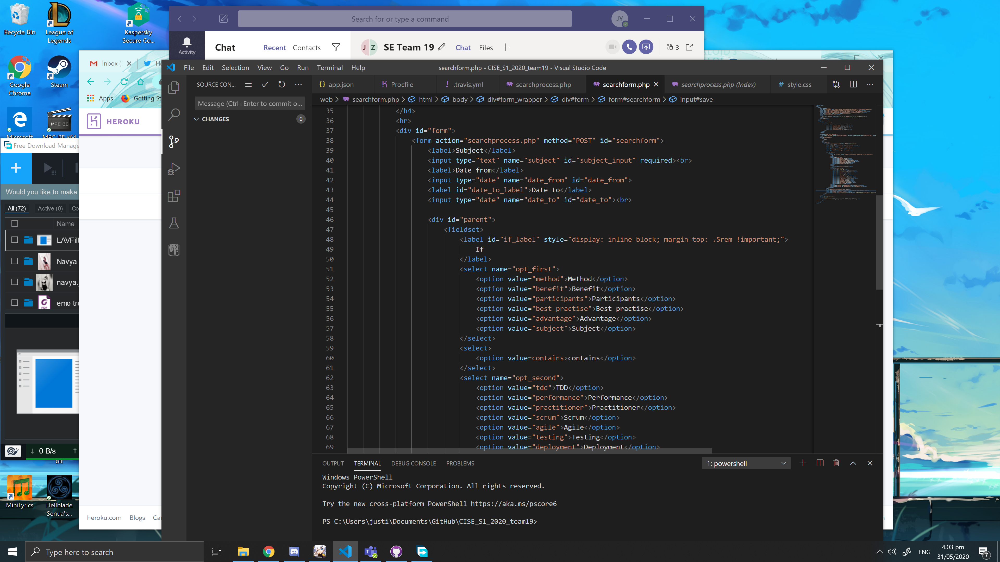 Recycle Bin
League of
Legends
Kaspersky
Secure Co...
Google
Chrome
Steam
MPC BE
Microsoft
MPC-BE x64
Search for or type a command
JY
Activity
Chat
Recent
Contacts
J Z
SE Team 19
Chat
Files
3
Inbox (
Ho
Apps
Getting St
HEROKU
heroku.com
Blogs
Free Download Manage
Would you like to make
All (72)
Active (0)
Co
Name
LAVFilt
Navya
navya.
PDF
emo tre
0 B/s
bit
MiniLyrics
Hellblade
Senua's...
File Edit Selection View Go Run Terminal Help
searchform.php - CISE_S1_2020_team19 - Visual Studio Code
SOURCE CON...
Message (Ctrl+Enter to commit o...
CHANGES
0
app.json
Procfile
.travis.yml
searchprocess.php
searchform.php
searchprocess.php (Index)
style.css
web > searchform.php > html > body > div#form_wrapper > div#form > form#searchform > input#save
35 </h4>
36 <hr>
37 <div id="form">
38 <form action="searchprocess.php" method="POST" id="searchform">
39 <label>Subject</label>
40 <input type="text" name="subject" id="subject_input" required><br>
41 <label>Date from</label>
42 <input type="date" name="date_from" id="date_from">
43 <label id="date_to_label">Date to</label>
44 <input type="date" name="date_to" id="date_to"><br>
45
46 <div id="parent">
47 <fieldset>
48 <label id="if_label" style="display: inline-block; margin-top: .5rem !important;">
49 If
50 </label>
51 <select name="opt_first">
52 <option value="method">Method</option>
53 <option value="benefit">Benefit</option>
54 <option value="participants">Participants</option>
55 <option value="best_practise">Best practise</option>
56 <option value="advantage">Advantage</option>
57 <option value="subject">Subject</option>
58 </select>
59 <select>
60 <option value=contains>contains</option>
61 </select>
62 <select name="opt_second">
63 <option value="tdd">TDD</option>
64 <option value="performance">Performance</option>
65 <option value="practitioner">Practitioner</option>
66 <option value="scrum">Scrum</option>
67 <option value="agile">Agile</option>
68 <option value="testing">Testing</option>
69 <option value="deployment">Deployment</option>
OUTPUT TERMINAL DEBUG CONSOLE PROBLEMS
1: powershell
Windows PowerShell
Copyright (C) Microsoft Corporation. All rights reserved.
Try the new cross-platform PowerShell https://aka.ms/pscore6
PS C:\Users\justi\Documents\GitHub\CISE_S1_2020_team19>
Type here to search
ENG
4:03 pm
31/05/2020
7